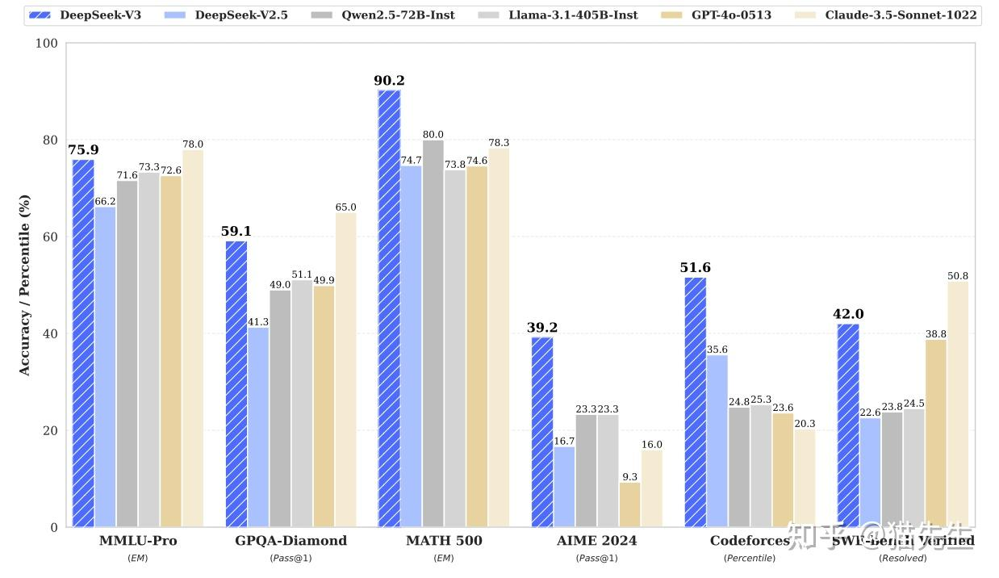 DeepSeek-V3 DeepSeek-V2.5 Qwen2.5-72B-Inst Llama-3.1-405B-Inst GPT-4o-0513 Claude-3.5-Sonnet-1022
Accuracy / Percentile (%)
100
80
60
40
20
0
75.9 66.2 71.6 73.3 72.6 78.0
59.1 41.3 49.0 51.1 49.9 65.0
90.2 74.7 80.0 73.8 74.6 78.3
39.2 16.7 23.3 23.3 9.3 16.0
51.6 35.6 24.8 25.3 23.6 20.3
42.0 22.6 23.8 24.5 38.8 50.8
MMLU-Pro GPQA-Diamond MATH 500 AIME 2024 Codeforces SWE-bench Verified
(EM) (Pass@1) (EM) (Pass@1) (Percentile) (Resolved)
知乎 @猫先生